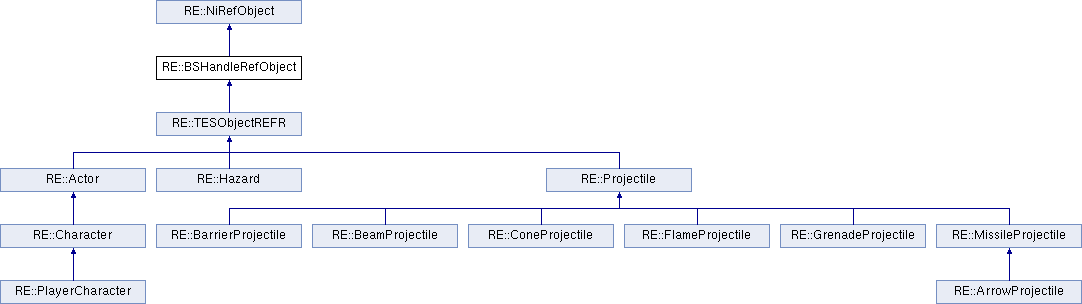 RE::NiRefObject
RE::BSHandleRefObject
RE::TESObjectREFR
RE::Actor
RE::Hazard
RE::Projectile
RE::Character
RE::BarrierProjectile
RE::BeamProjectile
RE::ConeProjectile
RE::FlameProjectile
RE::GrenadeProjectile
RE::MissileProjectile
RE::PlayerCharacter
RE::ArrowProjectile